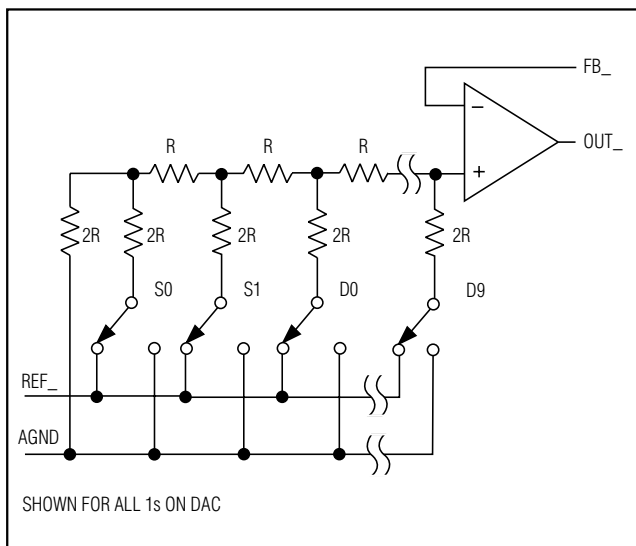 FB_
−
OUT_
+
R R R
2R 2R 2R 2R 2R
S0 S1 D0 D9
REF_
AGND
SHOWN FOR ALL 1s ON DAC